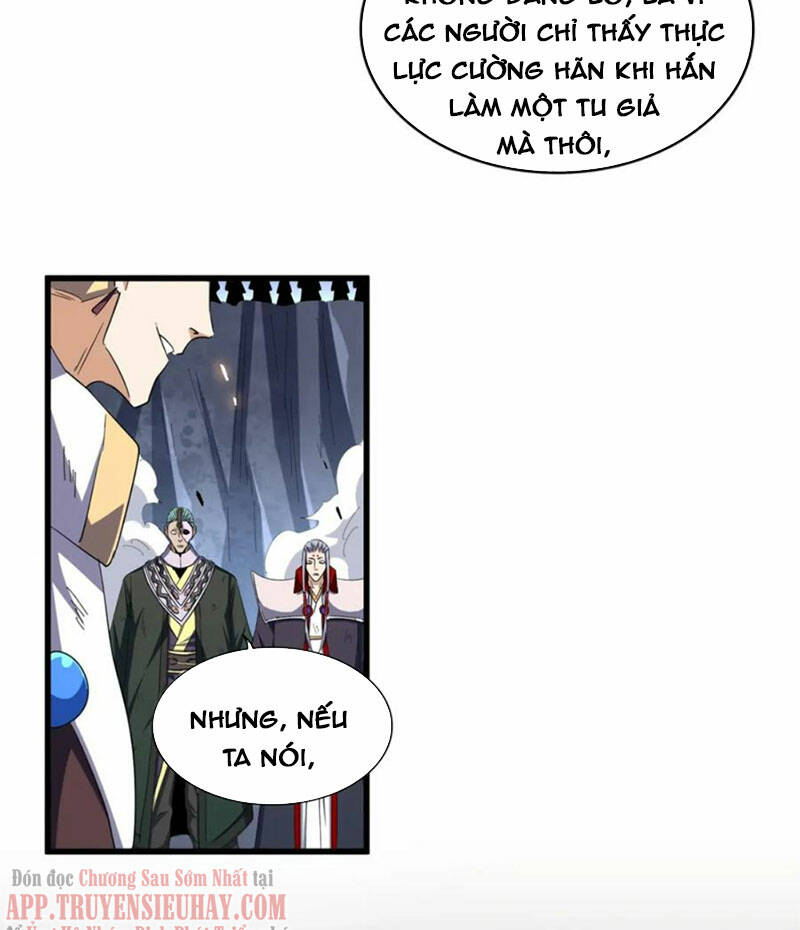 CÁC NGƯỜI CHỈ THẤY THỰC
LỰC CƯỜNG HÃN KHI HẮN
LÀM MỘT TU GIẢ
MÀ THÔI,
NHƯNG, NẾU
TA NÓI,
Đón đọc Chương Sau Sớm Nhất tại
APP.TRUYENSIEUHAY.COM